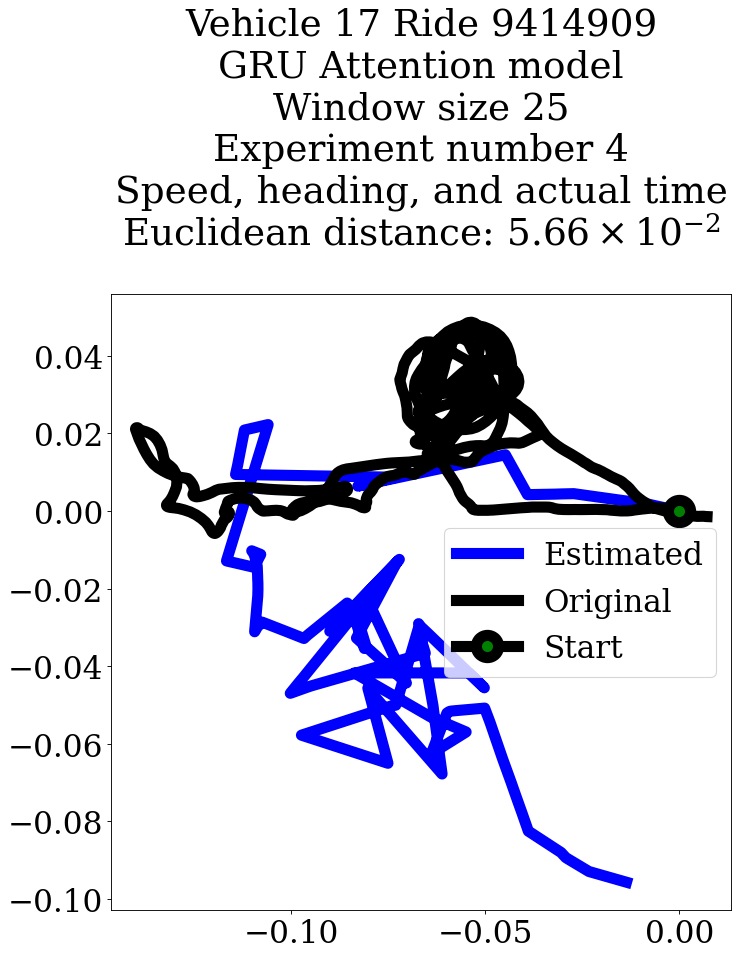 Vehicle 17 Ride 9414909
GRU Attention model
Window size 25
Experiment number 4
Speed, heading, and actual time
Euclidean distance: 5.66 × 10⁻²
0.04
0.02
0.00
−0.02
−0.04
−0.06
−0.08
−0.10
Estimated
Original
Start
−0.10
−0.05
0.00